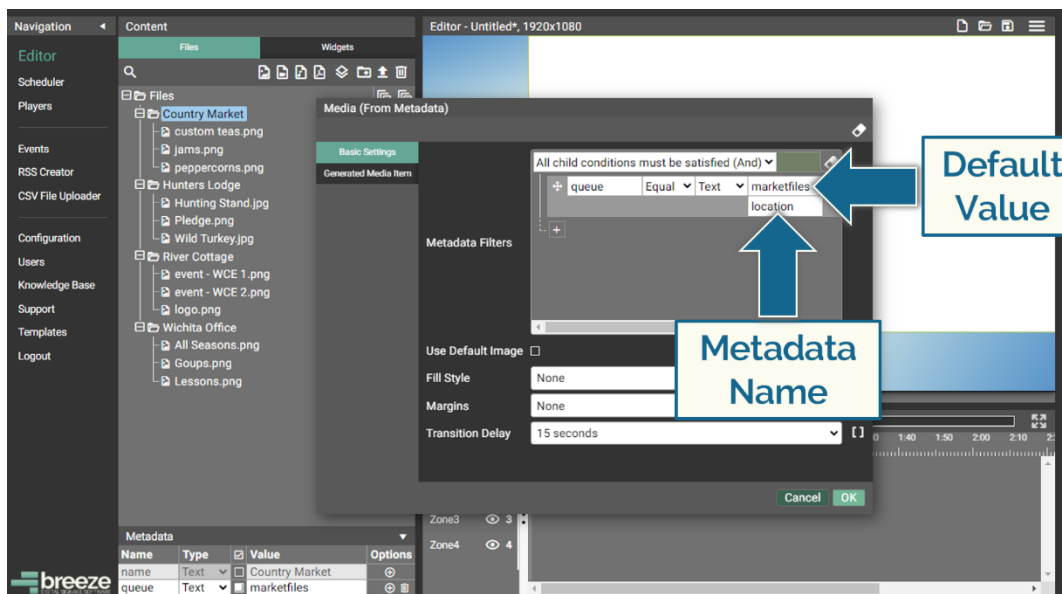 Navigation
Content
Editor - Untitled*, 1920x1080
Editor
Files
Widgets
Scheduler
Files
Players
Country Market
Media (From Metadata)
custom teas.png
jams.png
Events
Basic Settings
All child conditions must be satisfied (And)
peppercorns.png
RSS Creator
Generated Media Item
queue Equal Text marketfiles
Default
Value
Hunters Lodge
CSV File Uploader
Hunting Stand.jpg
location
Pledge.png
Configuration
Wild Turkey.jpg
Metadata Filters
Users
River Cottage
event - WCE 1.png
Knowledge Base
event - WCE 2.png
Support
logo.png
Templates
Wichita Office
Metadata
Name
All Seasons.png
Use Default Image
Logout
Goups.png
Fill Style None
Lessons.png
Margins None
Transition Delay 15 seconds
1:40 1:50 2:00 2:10
Cancel OK
Zone3 3
Metadata
Zone4 4
Name Type Value Options
name Text Country Market
queue Text marketfiles
breeze
DIGITAL SIGNAGE SOFTWARE